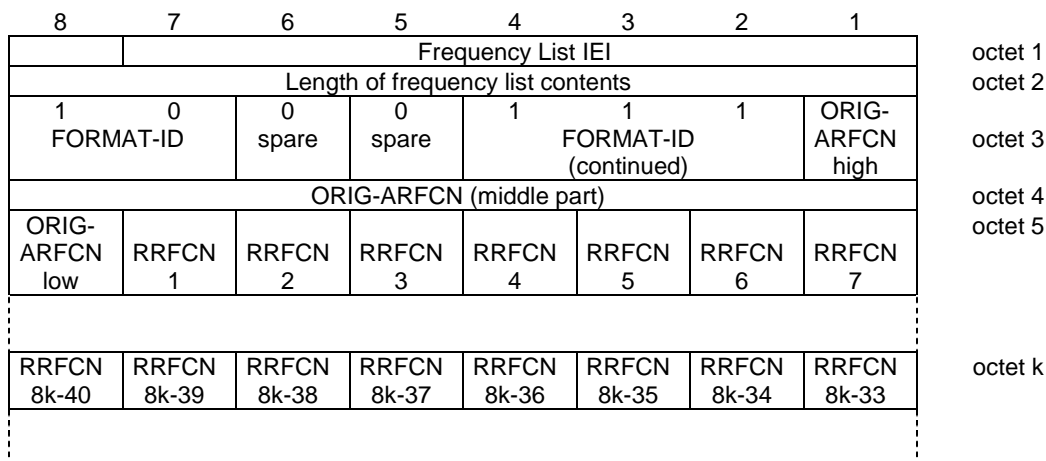 8 7 6 5 4 3 2 1
Frequency List IEI octet 1
Length of frequency list contents octet 2
1 0 0 0 1 1 1 ORIG-
FORMAT-ID spare spare FORMAT-ID ARFCN octet 3
(continued) high
ORIG-ARFCN (middle part) octet 4
ORIG- octet 5
ARFCN RRFCN RRFCN RRFCN RRFCN RRFCN RRFCN RRFCN
low 1 2 3 4 5 6 7
RRFCN RRFCN RRFCN RRFCN RRFCN RRFCN RRFCN RRFCN octet k
8k-40 8k-39 8k-38 8k-37 8k-36 8k-35 8k-34 8k-33